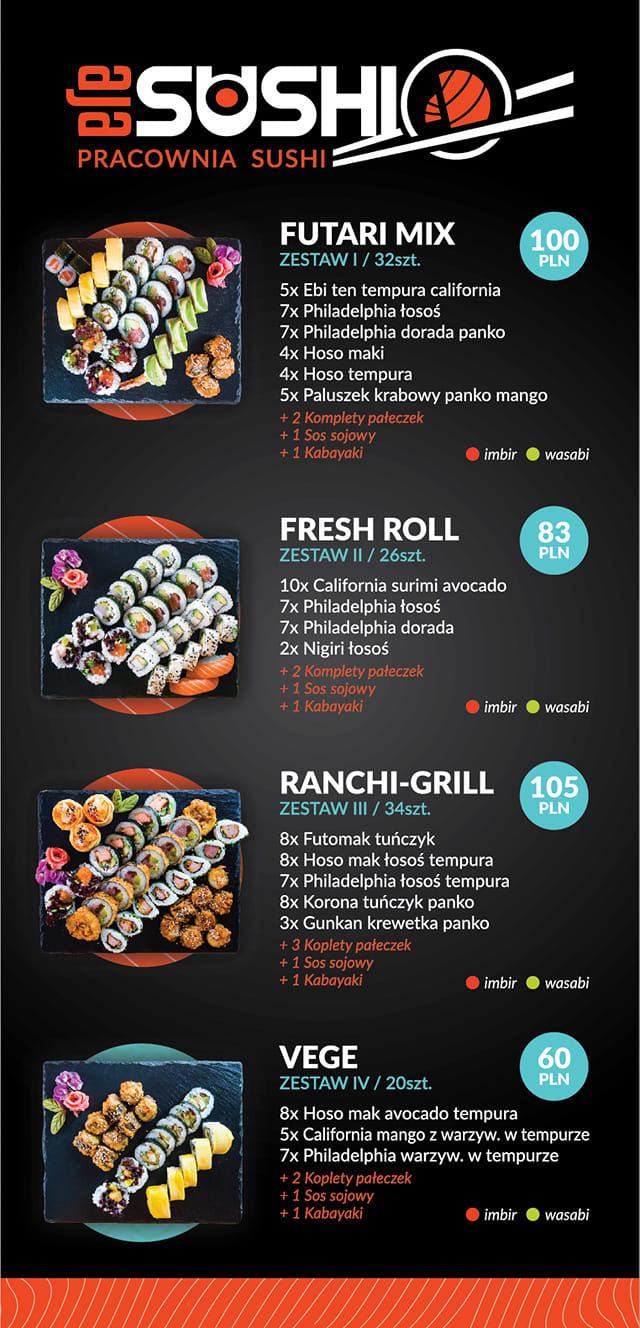 aja
SUSHI
PRACOWNIA SUSHI
FUTARI MIX
ZESTAW I / 32szt.
100
PLN
5x Ebi ten tempura california
7x Philadelphia łosoś
7x Philadelphia dorada panko
4x Hoso maki
4x Hoso tempura
5x Paluszek krabowy panko mango
+ 2 Komplety pałeczek
+ 1 Sos sojowy
+ 1 Kabayaki
imbir wasabi
FRESH ROLL
ZESTAW II / 26szt.
83
PLN
10x California surimi avocado
7x Philadelphia łosoś
7x Philadelphia dorada
2x Nigiri łosoś
+ 2 Komplety pałeczek
+ 1 Sos sojowy
+ 1 Kabayaki
imbir wasabi
RANCHI-GRILL
ZESTAW III / 34szt.
105
PLN
8x Futomak tuńczyk
8x Hoso mak łosoś tempura
7x Philadelphia łosoś tempura
8x Korona tuńczyk panko
3x Gunkan krewetka panko
+ 3 Koplety pałeczek
+ 1 Sos sojowy
+ 1 Kabayaki
imbir wasabi
VEGE
ZESTAW IV / 20szt.
60
PLN
8x Hoso mak avocado tempura
5x California mango z warzyw. w tempurze
7x Philadelphia warzyw. w tempurze
+ 2 Koplety pałeczek
+ 1 Sos sojowy
+ 1 Kabayaki
imbir wasabi